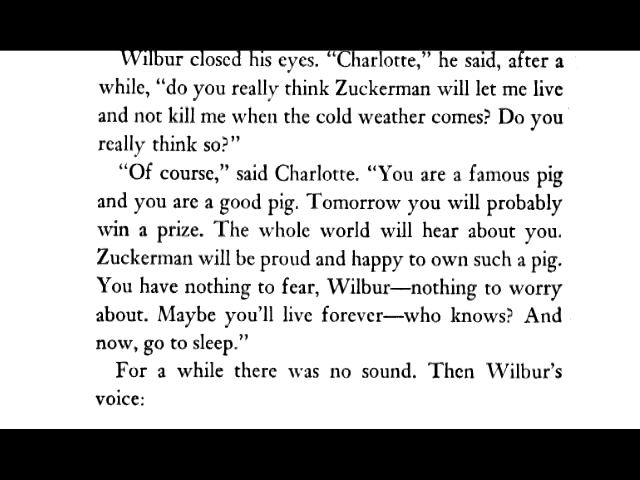 Wilbur closed his eyes. “Charlotte,” he said, after a
while, “do you really think Zuckerman will let me live
and not kill me when the cold weather comes? Do you
really think so?”
“Of course,” said Charlotte. “You are a famous pig
and you are a good pig. Tomorrow you will probably
win a prize. The whole world will hear about you.
Zuckerman will be proud and happy to own such a pig.
You have nothing to fear, Wilbur—nothing to worry
about. Maybe you’ll live forever—who knows? And
now, go to sleep.”
For a while there was no sound. Then Wilbur’s
voice: